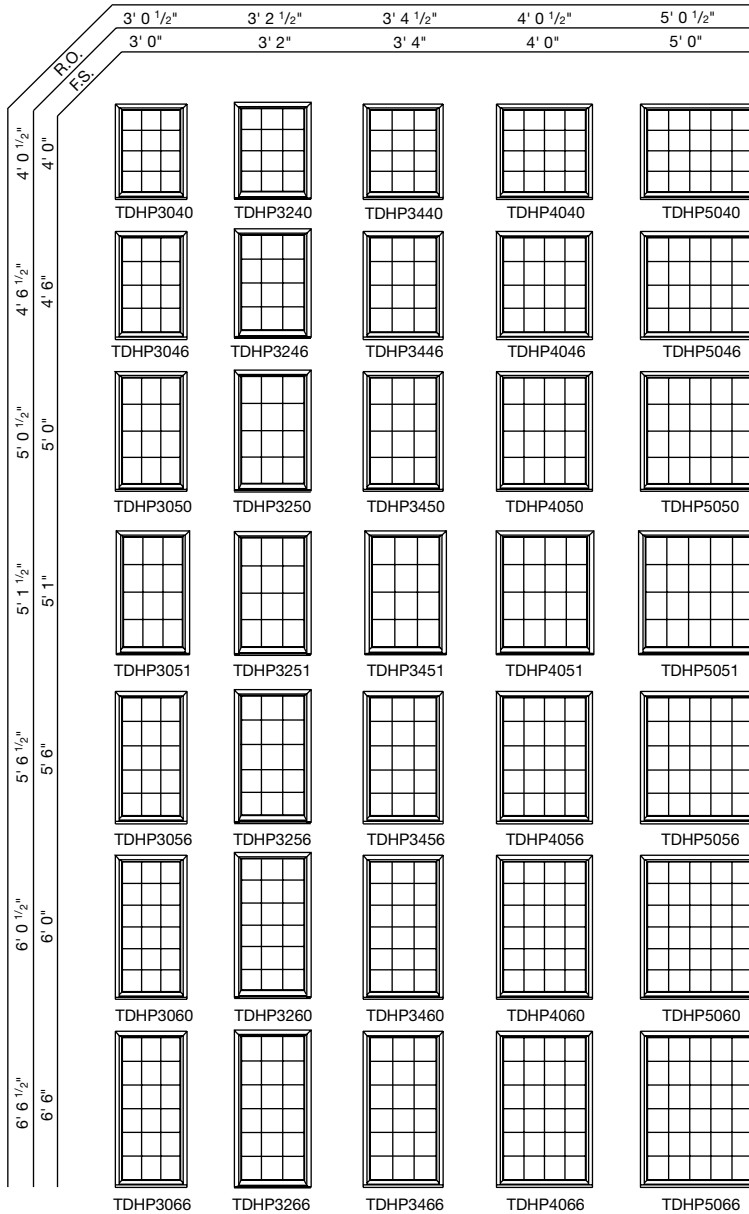 3' 0 1/2" 3' 2 1/2" 3' 4 1/2" 4' 0 1/2" 5' 0 1/2"
R.O.
3' 0" 3' 2" 3' 4" 4' 0" 5' 0"
F.S.
4' 0 1/2" 4' 0"
TDHP3040 TDHP3240 TDHP3440 TDHP4040 TDHP5040
4' 6 1/2" 4' 6"
TDHP3046 TDHP3246 TDHP3446 TDHP4046 TDHP5046
5' 0 1/2" 5' 0"
TDHP3050 TDHP3250 TDHP3450 TDHP4050 TDHP5050
5' 1 1/2" 5' 1"
TDHP3051 TDHP3251 TDHP3451 TDHP4051 TDHP5051
5' 6 1/2" 5' 6"
TDHP3056 TDHP3256 TDHP3456 TDHP4056 TDHP5056
6' 0 1/2" 6' 0"
TDHP3060 TDHP3260 TDHP3460 TDHP4060 TDHP5060
6' 6 1/2" 6' 6"
TDHP3066 TDHP3266 TDHP3466 TDHP4066 TDHP5066